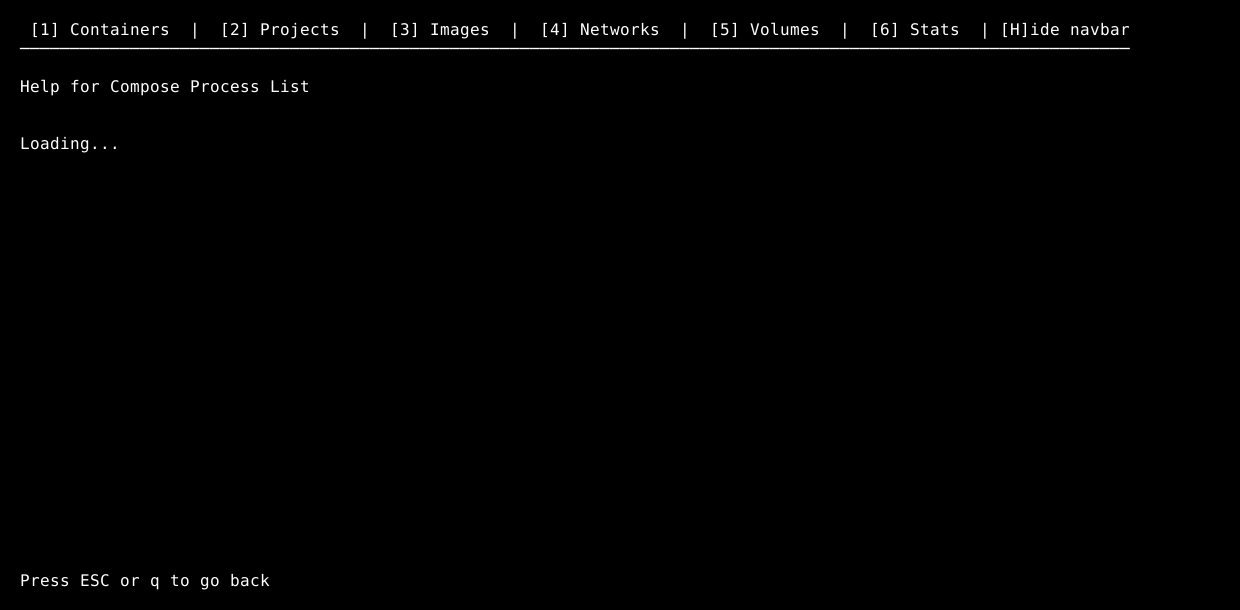 [1] Containers | [2] Projects | [3] Images | [4] Networks | [5] Volumes | [6] Stats | [H]ide navbar
Help for Compose Process List
Loading...
Press ESC or q to go back